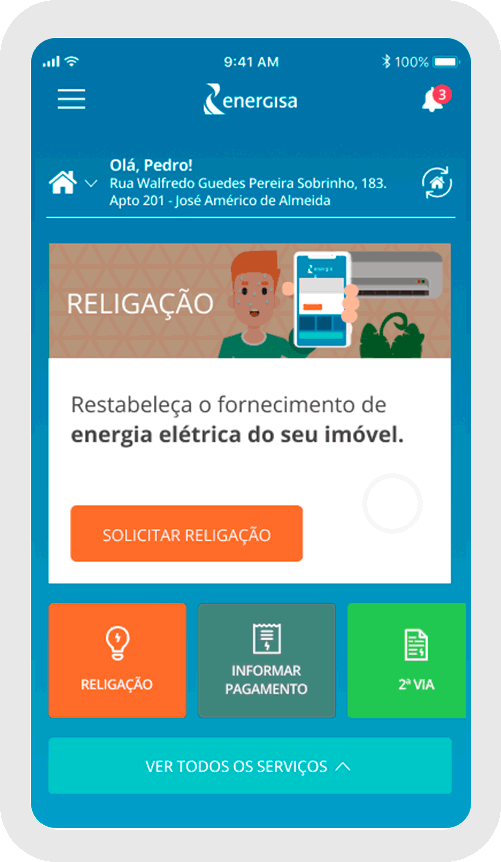 9:41 AM
100%
energisa
3
Olá, Pedro!
Rua Walfredo Guedes Pereira Sobrinho, 183.
Apto 201 - José Américo de Almeida
RELIGAÇÃO
energia
Restabeleça o fornecimento de
energia elétrica do seu imóvel.
SOLICITAR RELIGAÇÃO
RELIGAÇÃO
INFORMAR
PAGAMENTO
2ª VIA
VER TODOS OS SERVIÇOS